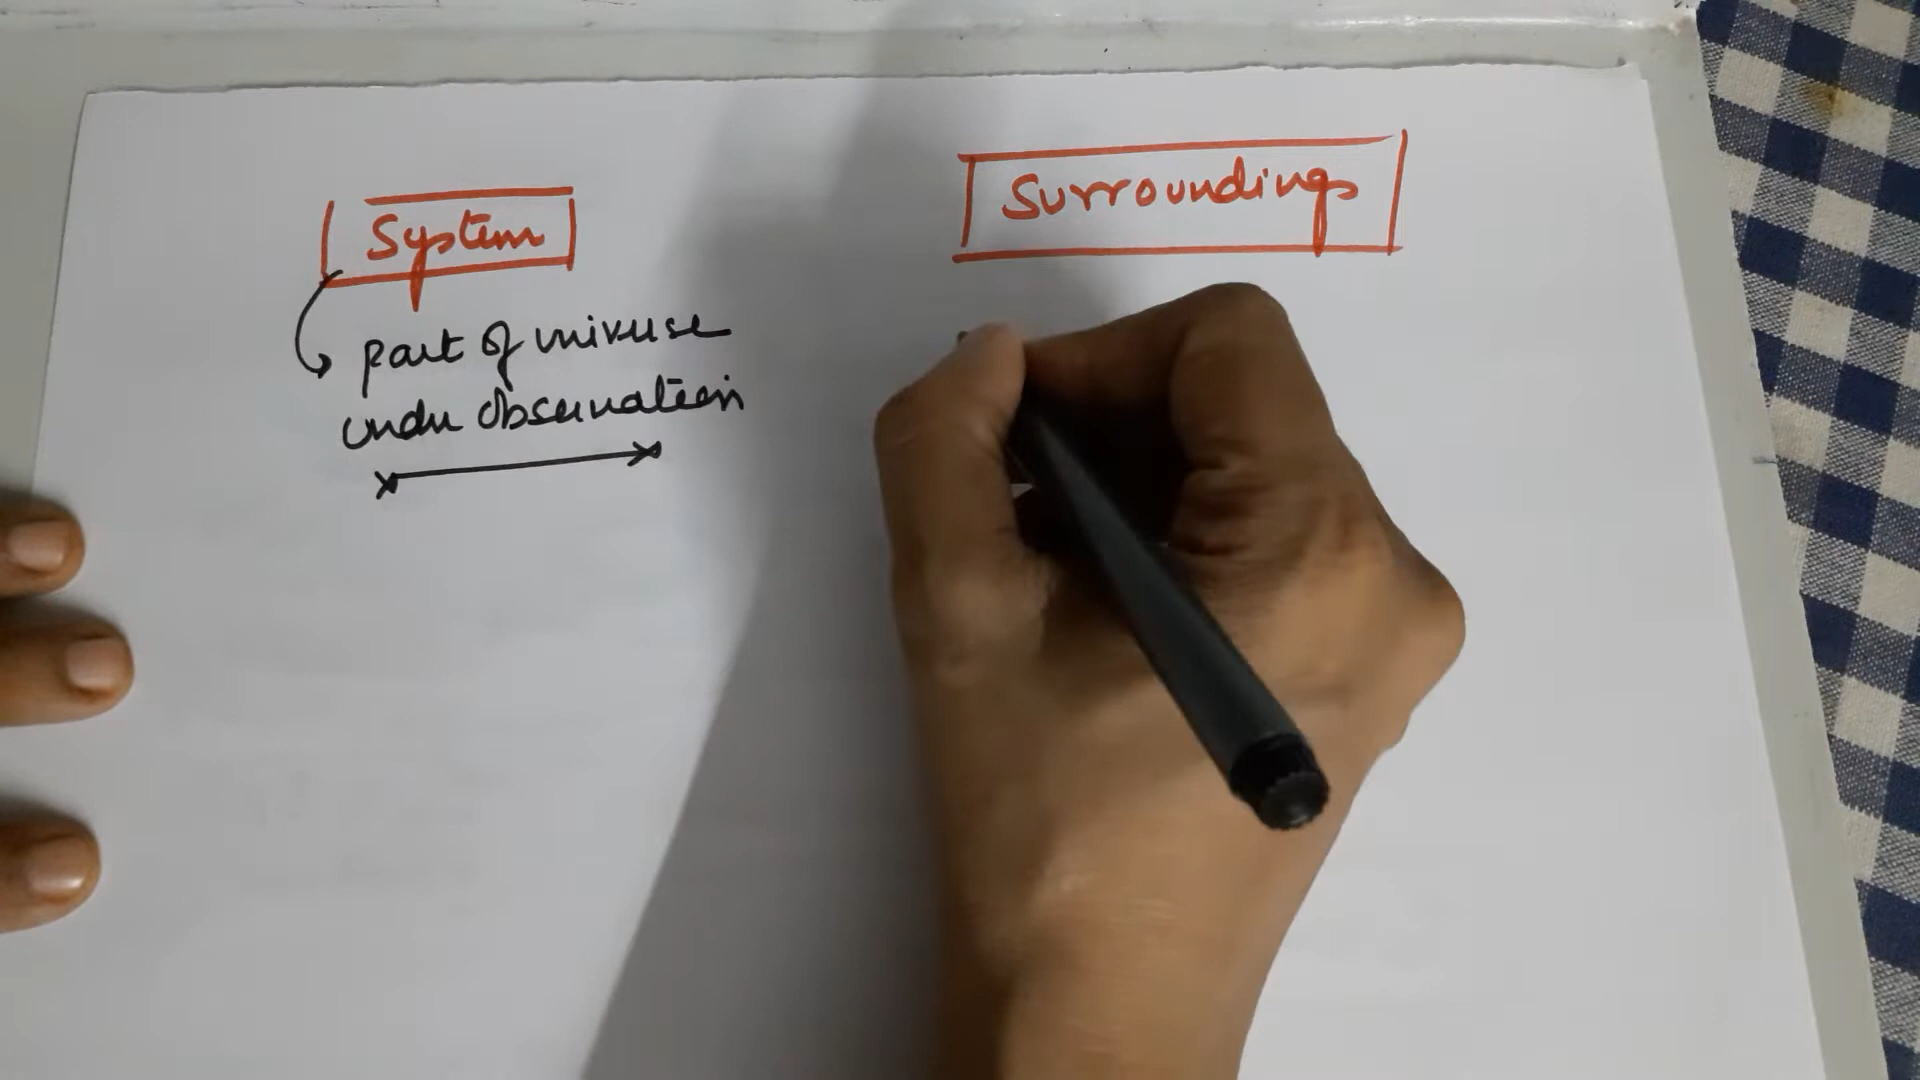 System
Surroundings
part of universe
under observation